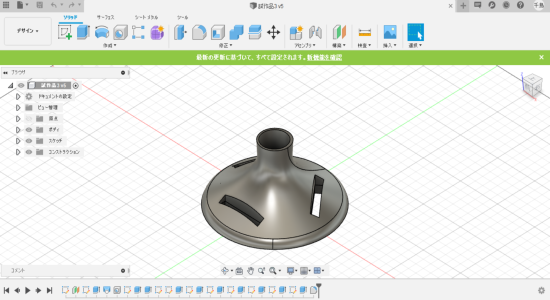 試作品3 v5
千島
デザイン
ソリッド サーフェス シート メタル ツール
作成 修正 アセンブリ 構築 検査 挿入 選択
最新の更新に基づいて、すべて設定されます。新機能を確認
ブラウザ
試作品3 v5
ドキュメントの設定
ビュー管理
原点
ボディ
スケッチ
コンストラクション
コメント